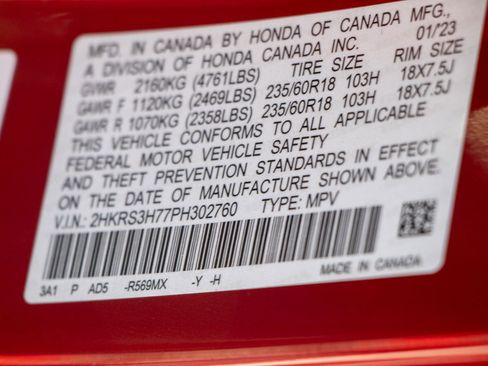 MFD. IN CANADA BY HONDA OF CANADA MFG.,
A DIVISION OF HONDA CANADA INC. 01/23
GVWR 2160KG (4761LBS) TIRE SIZE RIM SIZE
GAWR F 1120KG (2469LBS) 235/60R18 103H 18X7.5J
GAWR R 1070KG (2358LBS) 235/60R18 103H 18X7.5J
THIS VEHICLE CONFORMS TO ALL APPLICABLE
FEDERAL MOTOR VEHICLE SAFETY
AND THEFT PREVENTION STANDARDS IN EFFECT
ON THE DATE OF MANUFACTURE SHOWN ABOVE.
V.I.N.: 2HKRS3H77PH302760 TYPE: MPV
MADE IN CANADA
3A1 P AD5 -R569MX -Y -H